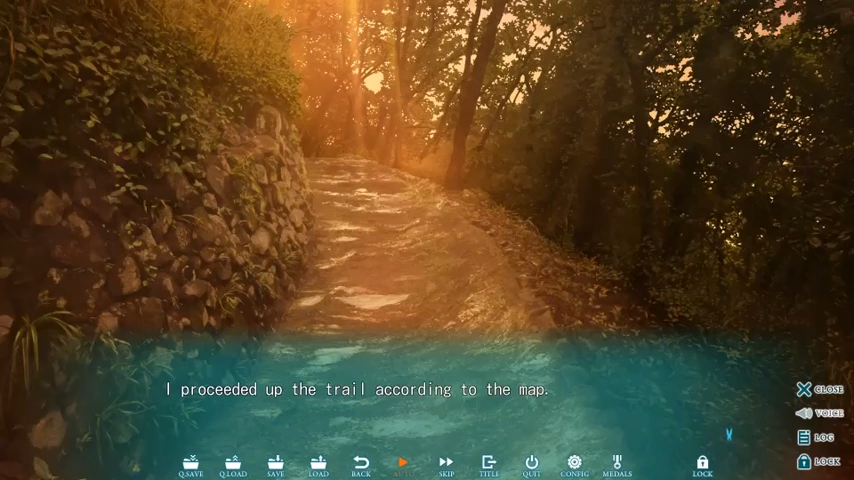 I proceeded up the trail according to the map.
CLOSE
VOICE
LOG
LOCK
Q.SAVE Q.LOAD SAVE LOAD BACK AUTO SKIP TITLE QUIT CONFIG MEDALS LOCK